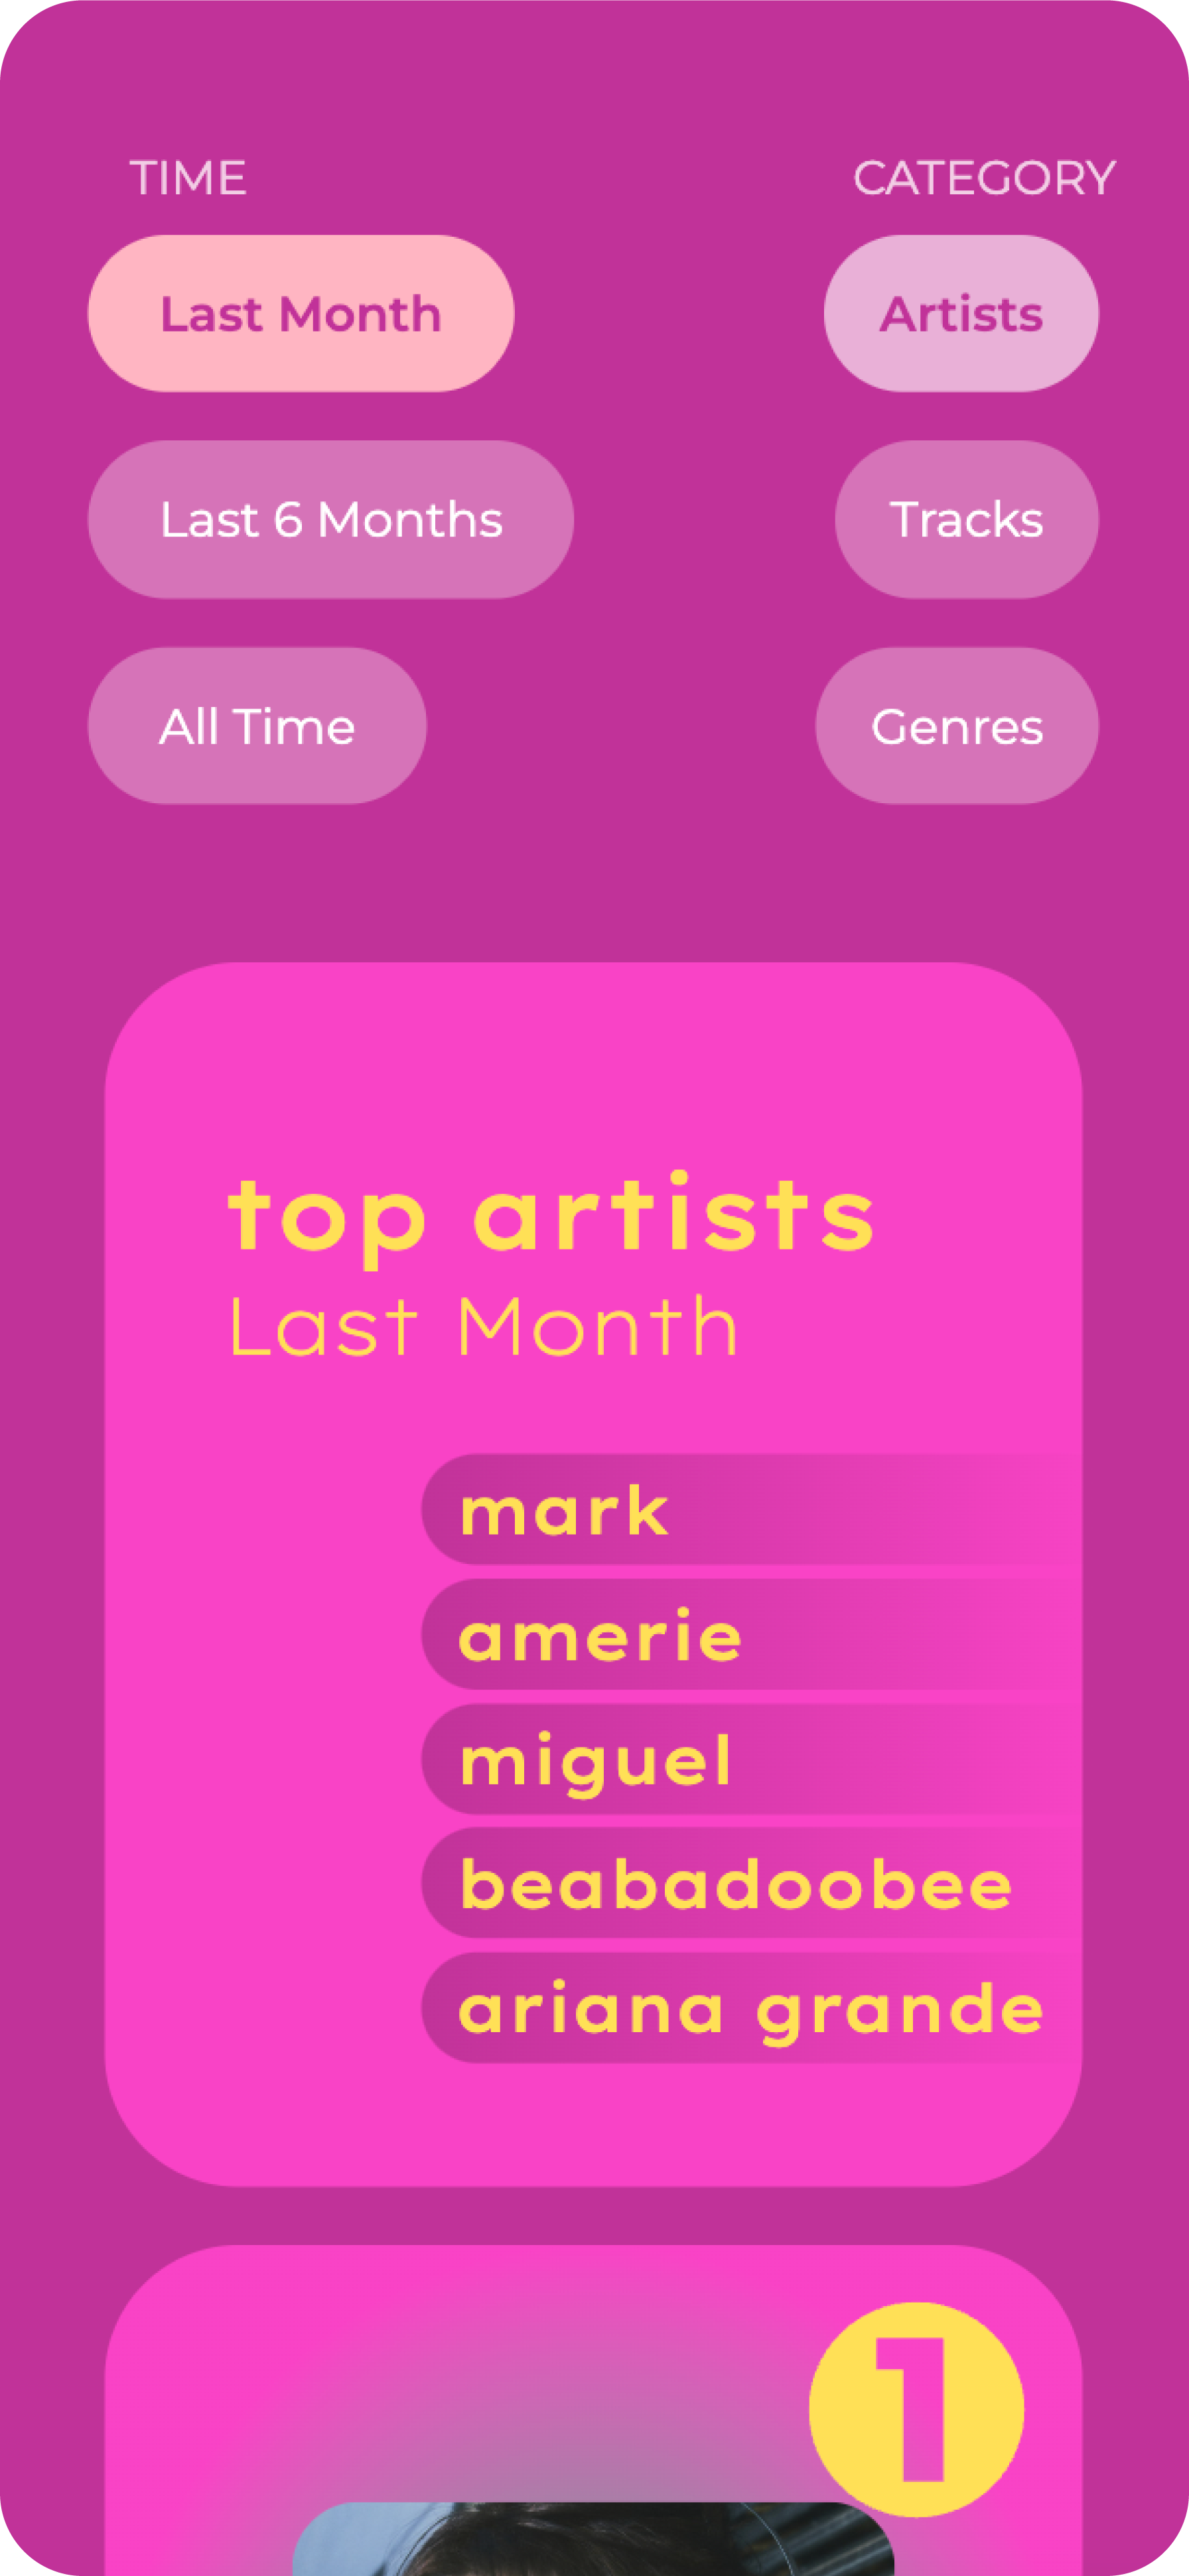 TIME
CATEGORY
Last Month
Artists
Last 6 Months
Tracks
All Time
Genres
top artists
Last Month
mark
amerie
miguel
beabadoobee
ariana grande
1